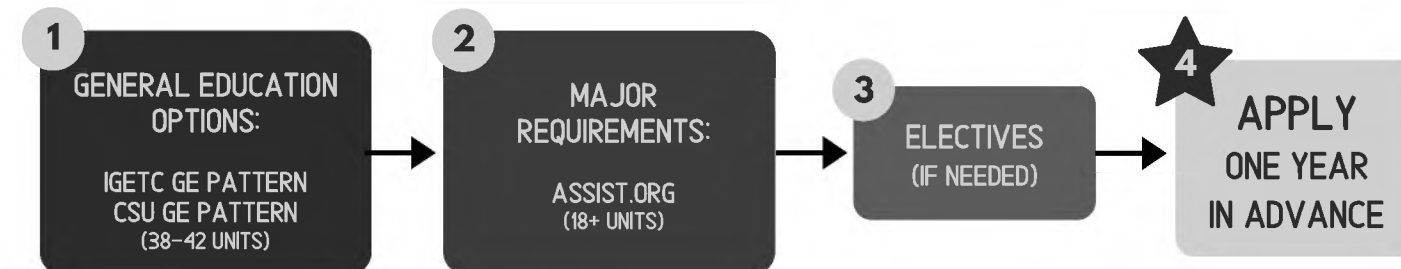 1
GENERAL EDUCATION
OPTIONS:
IGETC GE PATTERN
CSU GE PATTERN
(38-42 UNITS)
2
MAJOR
REQUIREMENTS:
ASSIST.ORG
(18+ UNITS)
3
ELECTIVES
(IF NEEDED)
4
APPLY
ONE YEAR
IN ADVANCE